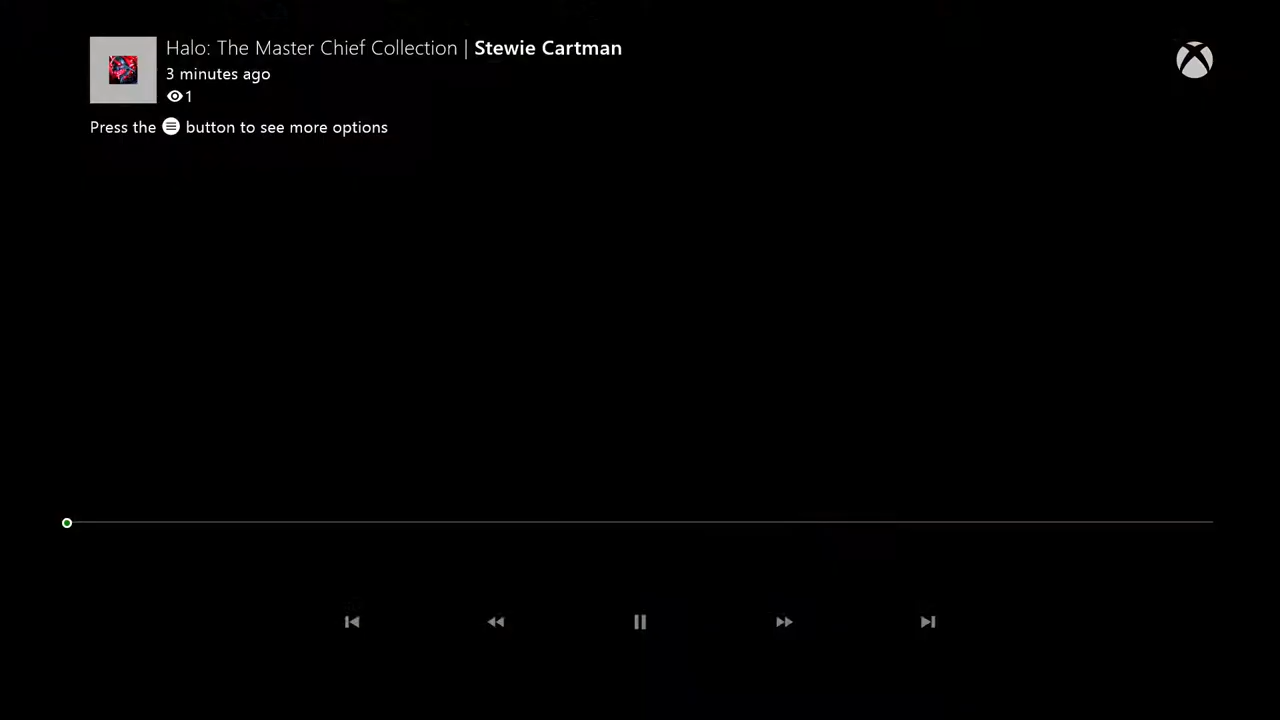 Halo: The Master Chief Collection | Stewie Cartman
3 minutes ago
1
Press the button to see more options